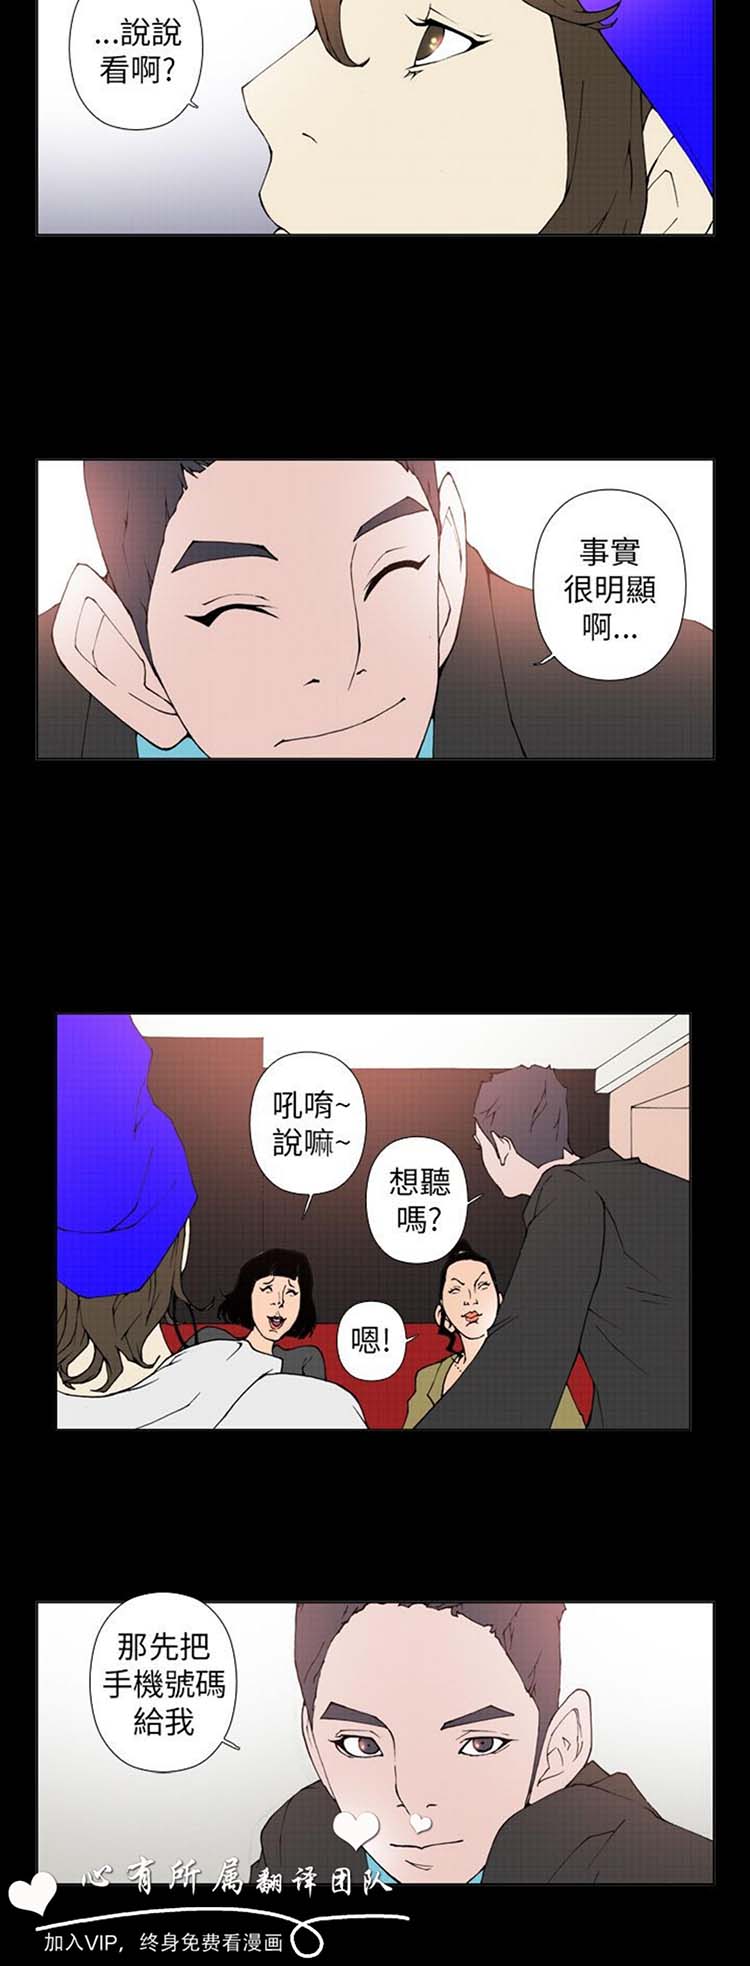 ...說說
看啊?
事實
很明顯
啊...
吼唷~
說嘛~
想聽
嗎?
嗯!
那先把
手機號碼
給我
心有所属翻译团队
加入VIP，终身免费看漫画